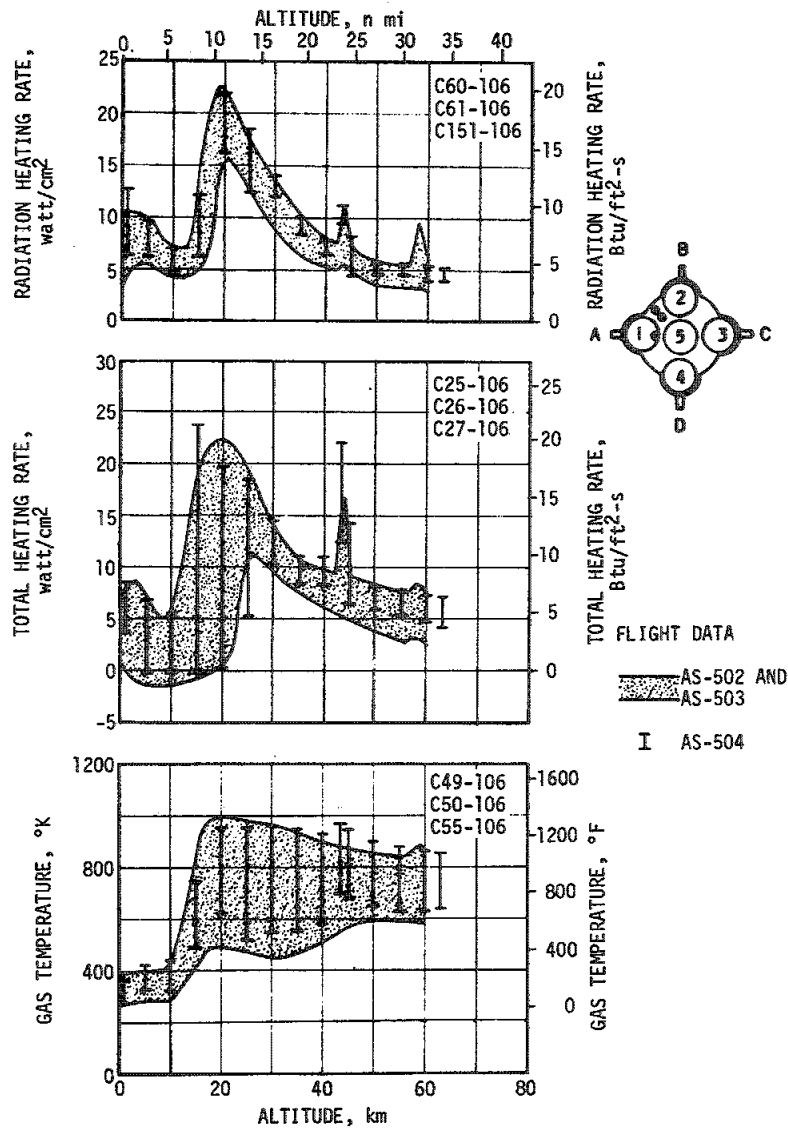 ALTITUDE, n mi
0. 5 10 15 20 25 30 35 40
RADIATION HEATING RATE,
watt/cm2
25
20
15
10
5
0
C60-106
C61-106
C151-106
20
15
10
5
0
RADIATION HEATING RATE,
Btu/ft2-s
TOTAL HEATING RATE,
watt/cm2
30
25
30
20
15
10
5
0
-5
C25-106
C26-106
C27-106
25
20
15
10
5
0
TOTAL HEATING RATE,
Btu/ft2-s
GAS TEMPERATURE, °K
1200
800
400
0
C49-106
C50-106
C55-106
1600
1200
800
400
0
GAS TEMPERATURE, °F
0 20 40 60 80
ALTITUDE, km
B
2
A 1 5 3 C
4
D
FLIGHT DATA
AS-502 AND
AS-503
I AS-504